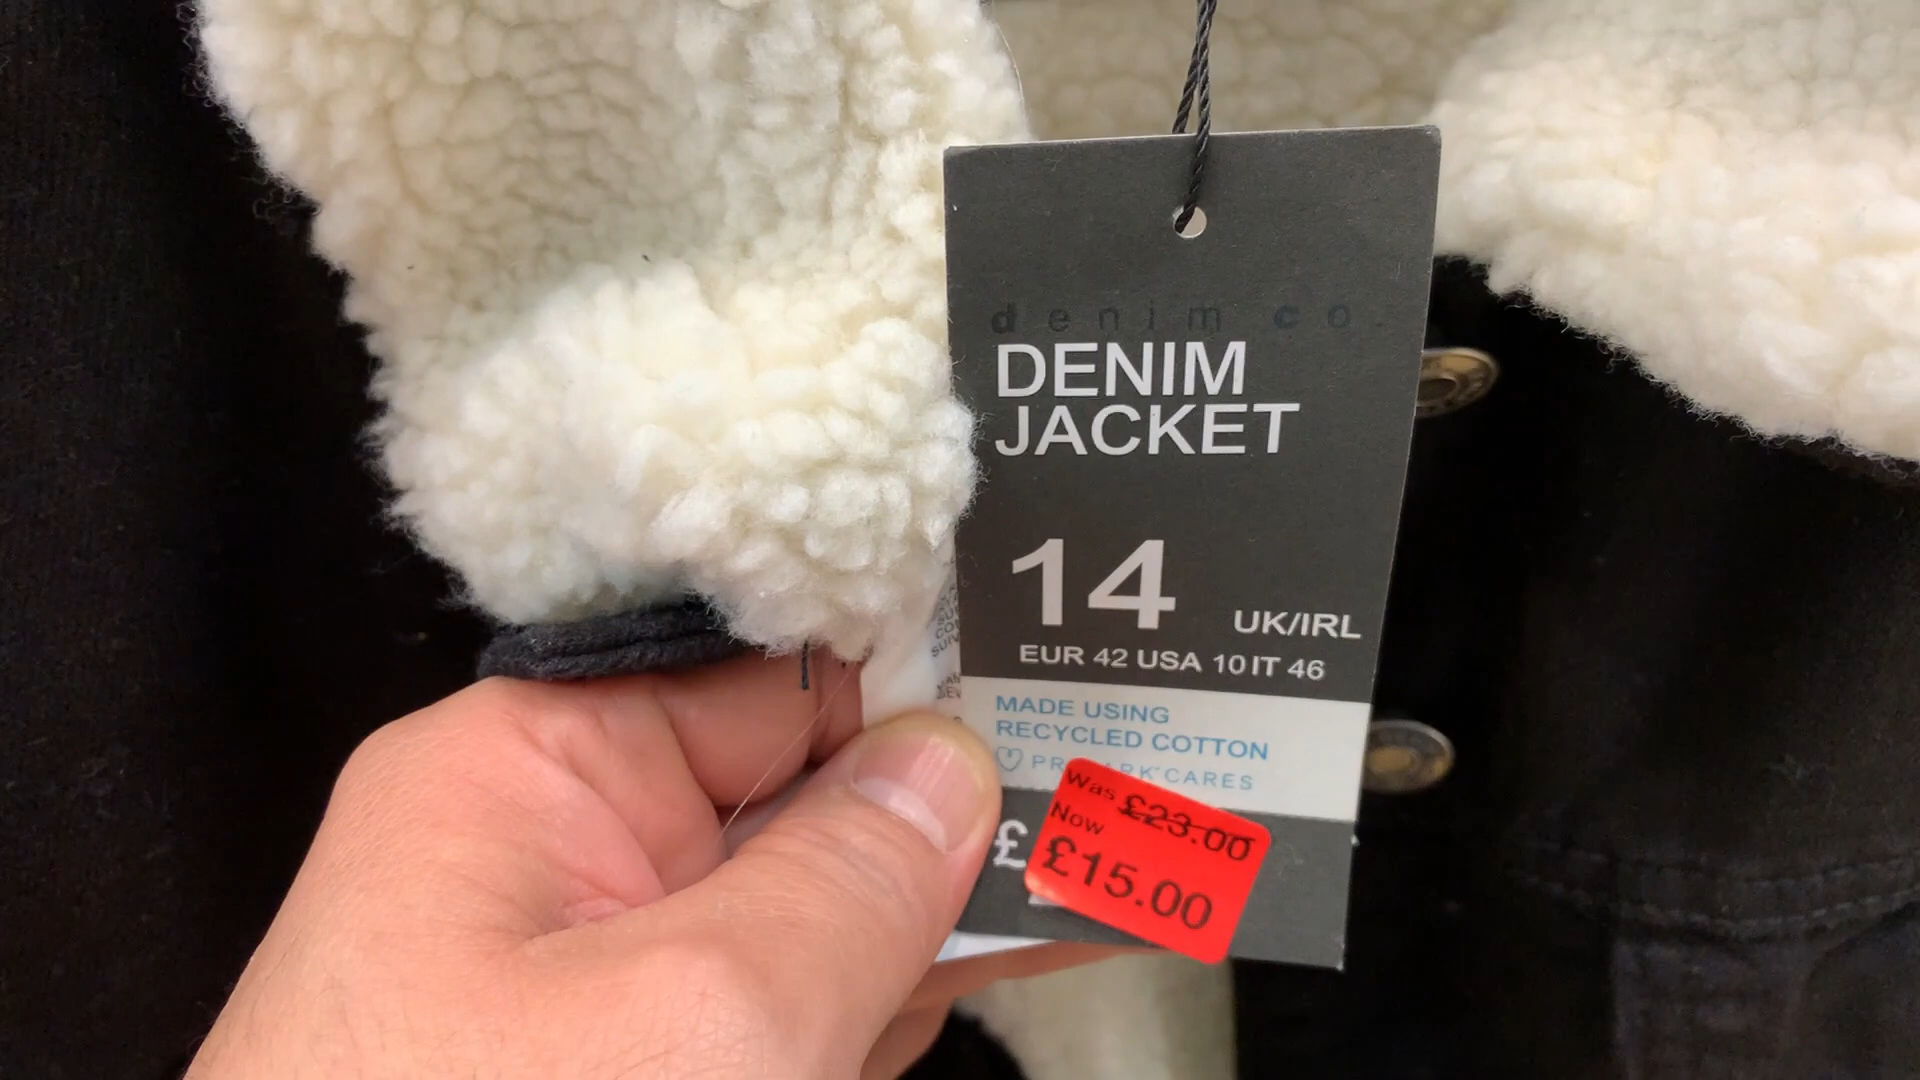 denim co.
DENIM
JACKET
14 UK/IRL
EUR 42 USA 10 IT 46
MADE USING
RECYCLED COTTON
CARES
Was £23.00
Now
£ £15.00